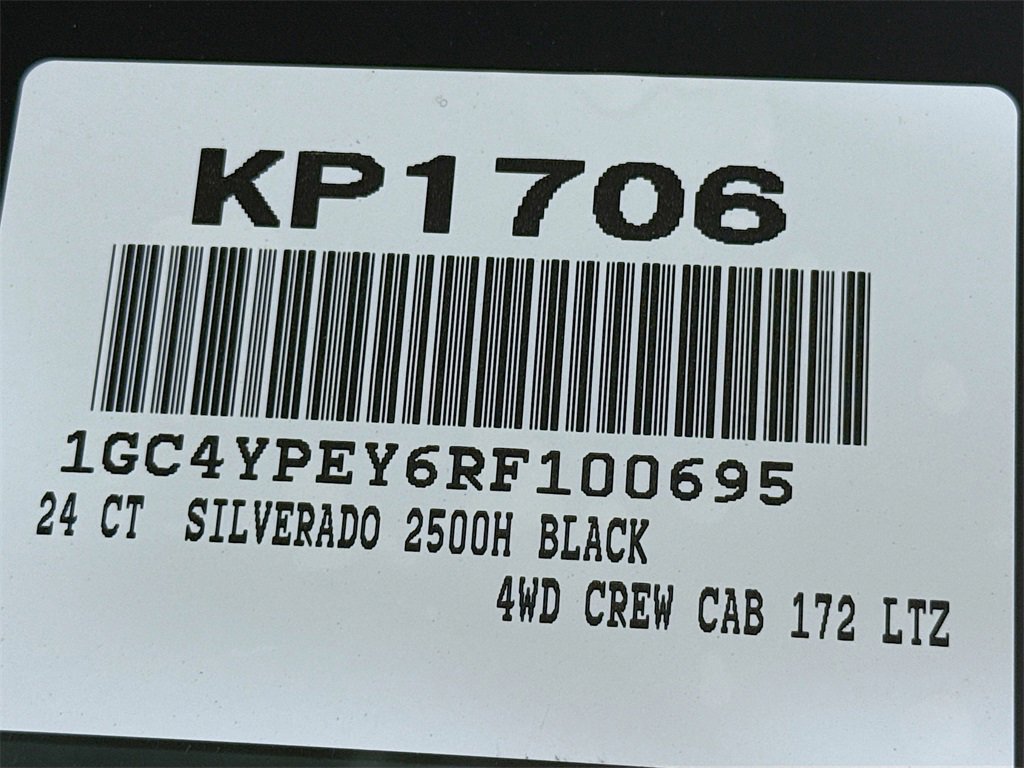 KP1706
1GC4YPEY6RF100695
24 CT SILVERADO 2500H BLACK
4WD CREW CAB 172 LTZ